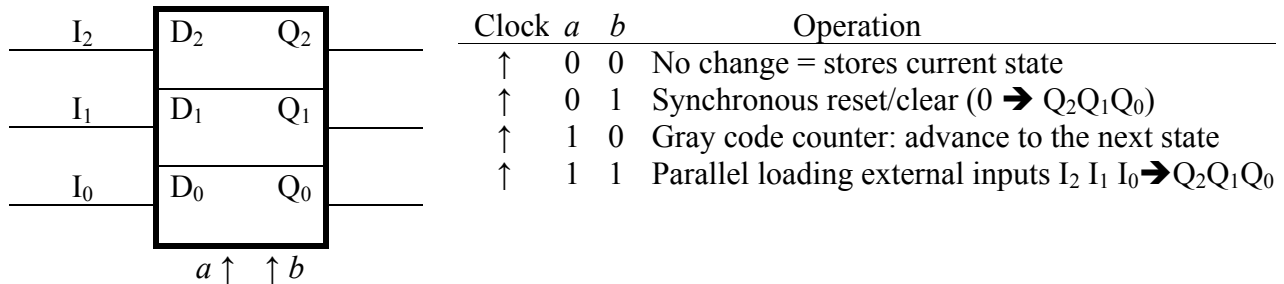 I₂ D₂ Q₂
I₁ D₁ Q₁
I₀ D₀ Q₀
a ↑ ↑ b
Clock a b Operation
↑ 0 0 No change = stores current state
↑ 0 1 Synchronous reset/clear (0 ➔ Q₂Q₁Q₀)
↑ 1 0 Gray code counter: advance to the next state
↑ 1 1 Parallel loading external inputs I₂ I₁ I₀➔Q₂Q₁Q₀